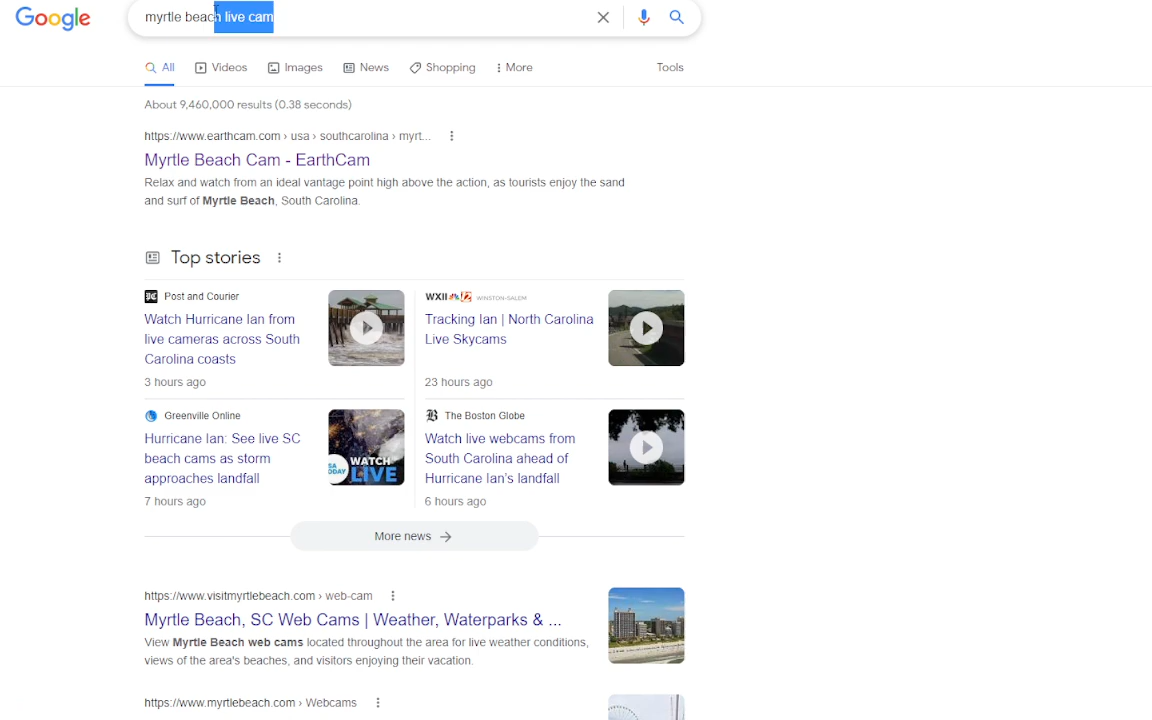 Google
myrtle beach live cam
All
Videos
Images
News
Shopping
More
Tools
About 9,460,000 results (0.38 seconds)
https://www.earthcam.com › usa › southcarolina › myrt...
Myrtle Beach Cam - EarthCam
Relax and watch from an ideal vantage point high above the action, as tourists enjoy the sand
and surf of Myrtle Beach, South Carolina.
Top stories
Post and Courier
Watch Hurricane Ian from
live cameras across South
Carolina coasts
3 hours ago
WXII 12 WINSTON-SALEM
Tracking Ian | North Carolina
Live Skycams
23 hours ago
Greenville Online
Hurricane Ian: See live SC
beach cams as storm
approaches landfall
7 hours ago
WATCH
LIVE
The Boston Globe
Watch live webcams from
South Carolina ahead of
Hurricane Ian's landfall
6 hours ago
More news
https://www.visitmyrtlebeach.com › web-cam
Myrtle Beach, SC Web Cams | Weather, Waterparks & ...
View Myrtle Beach web cams located throughout the area for live weather conditions,
views of the area's beaches, and visitors enjoying their vacation.
https://www.myrtlebeach.com › Webcams